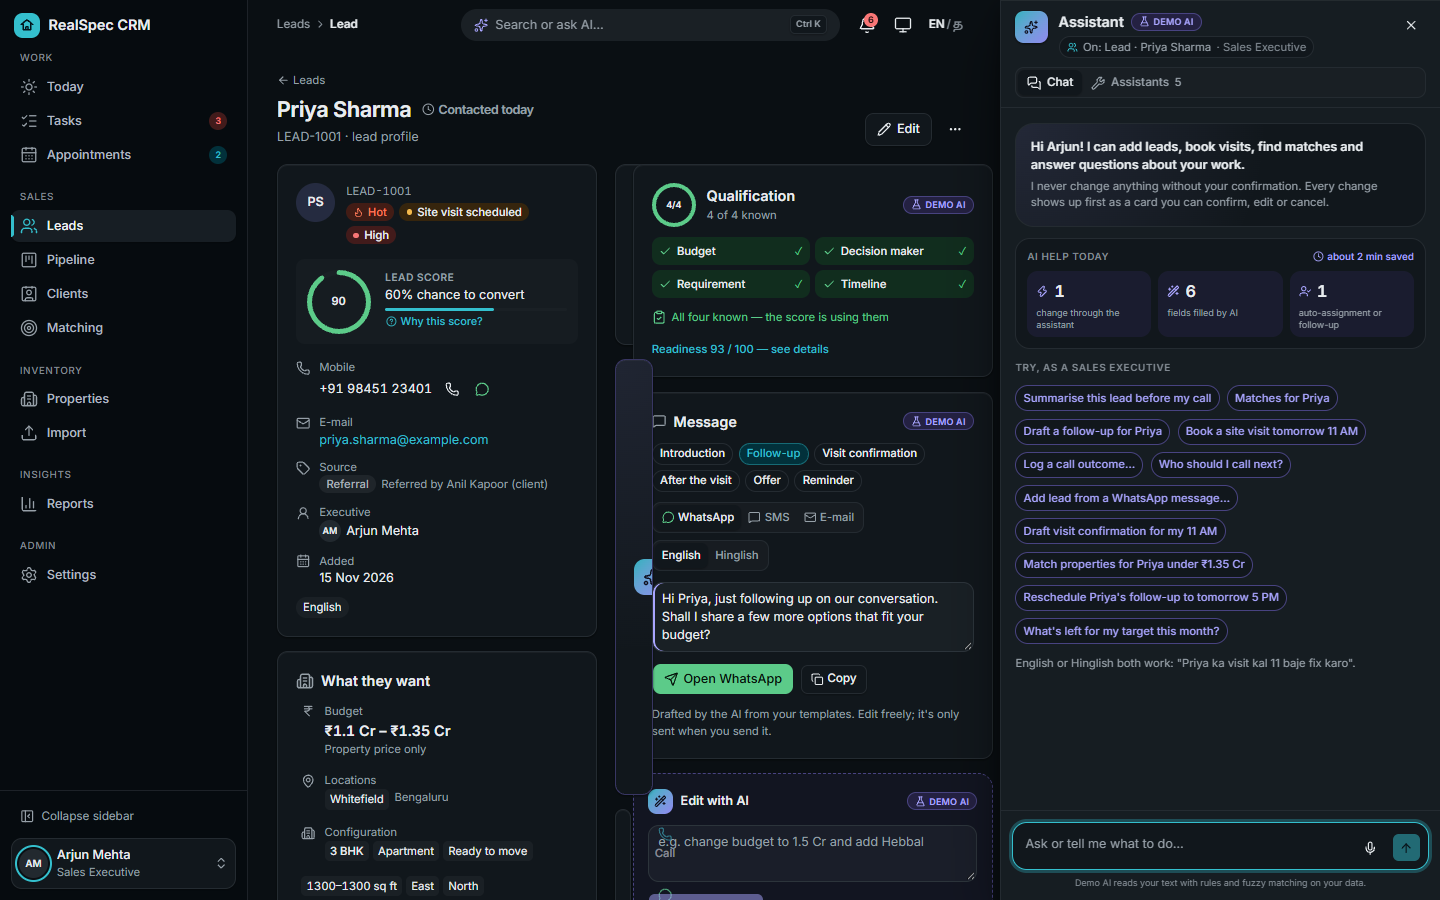 RealSpec CRM
WORK
Today
Tasks
3
Appointments
2
SALES
Leads
Pipeline
Clients
Matching
INVENTORY
Properties
Import
INSIGHTS
Reports
ADMIN
Settings
Collapse sidebar
AM
Arjun Mehta
Sales Executive
Leads > Lead
Search or ask AI...
Ctrl K
6
EN / த
← Leads
Priya Sharma
Contacted today
LEAD-1001 · lead profile
Edit
PS
LEAD-1001
Hot
Site visit scheduled
High
90
LEAD SCORE
60% chance to convert
Why this score?
Mobile
+91 98451 23401
E-mail
priya.sharma@example.com
Source
Referral
Referred by Anil Kapoor (client)
Executive
AM Arjun Mehta
Added
15 Nov 2026
English
What they want
₹ Budget
₹1.1 Cr – ₹1.35 Cr
Property price only
Locations
Whitefield
Bengaluru
Configuration
3 BHK
Apartment
Ready to move
1300–1300 sq ft
East
North
4/4
Qualification
4 of 4 known
DEMO AI
Budget
Decision maker
Requirement
Timeline
All four known — the score is using them
Readiness 93 / 100 — see details
Message
DEMO AI
Introduction
Follow-up
Visit confirmation
After the visit
Offer
Reminder
WhatsApp
SMS
E-mail
English
Hinglish
Hi Priya, just following up on our conversation.
Shall I share a few more options that fit your
budget?
Open WhatsApp
Copy
Drafted by the AI from your templates. Edit freely; it's only
sent when you send it.
Edit with AI
DEMO AI
e.g. change budget to 1.5 Cr and add Hebbal
Call
Assistant
DEMO AI
On: Lead · Priya Sharma · Sales Executive
Chat
Assistants 5
Hi Arjun! I can add leads, book visits, find matches and
answer questions about your work.
I never change anything without your confirmation. Every change
shows up first as a card you can confirm, edit or cancel.
AI HELP TODAY
about 2 min saved
1
change through the
assistant
6
fields filled by AI
1
auto-assignment or
follow-up
TRY, AS A SALES EXECUTIVE
Summarise this lead before my call
Matches for Priya
Draft a follow-up for Priya
Book a site visit tomorrow 11 AM
Log a call outcome...
Who should I call next?
Add lead from a WhatsApp message...
Draft visit confirmation for my 11 AM
Match properties for Priya under ₹1.35 Cr
Reschedule Priya's follow-up to tomorrow 5 PM
What's left for my target this month?
English or Hinglish both work: "Priya ka visit kal 11 baje fix karo".
Ask or tell me what to do...
Demo AI reads your text with rules and fuzzy matching on your data.